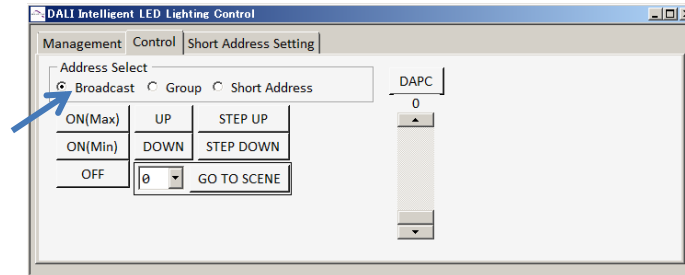 DALI Intelligent LED Lighting Control
Management Control Short Address Setting
Address Select
Broadcast Group Short Address
DAPC
0
ON(Max) UP STEP UP
ON(Min) DOWN STEP DOWN
OFF 0 GO TO SCENE